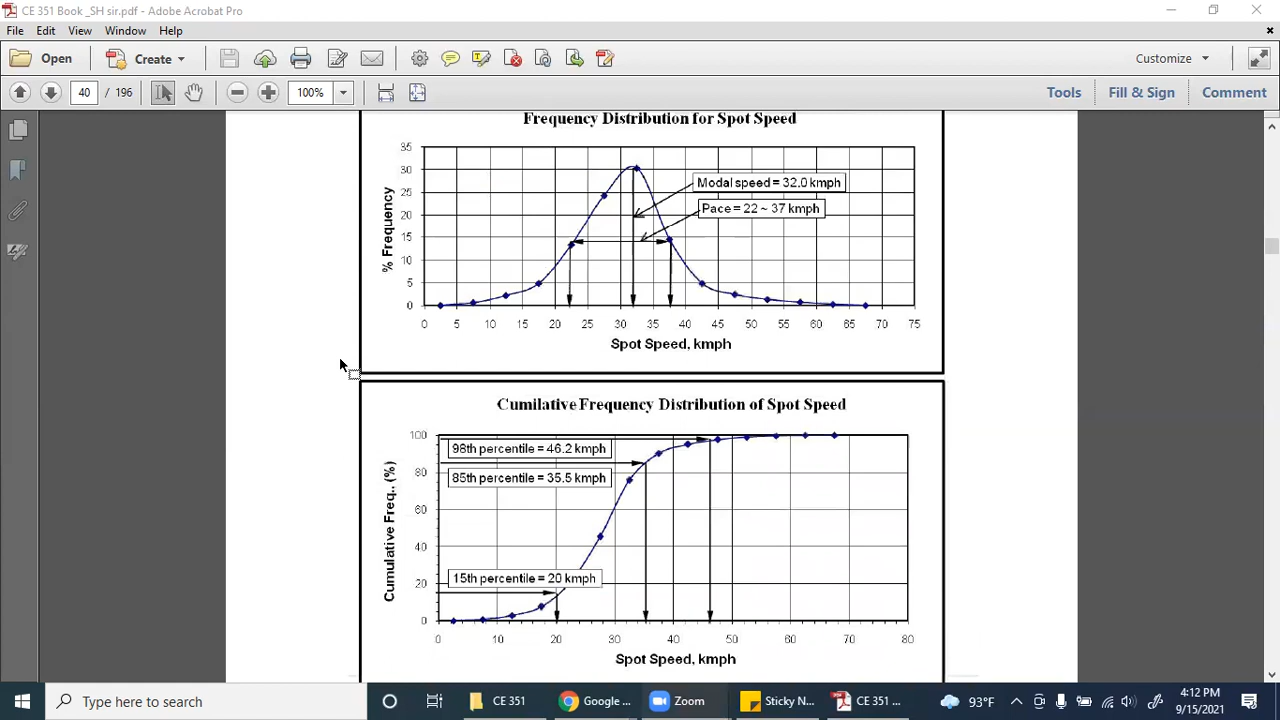 CE 351 Book _SH sir.pdf - Adobe Acrobat Pro
File Edit View Window Help
Open Create Customize
40 / 196 100% Tools Fill & Sign Comment
Frequency Distribution for Spot Speed
35
30
25
20
15
10
5
0
% Frequency
Modal speed = 32.0 kmph
Pace = 22 ~ 37 kmph
0 5 10 15 20 25 30 35 40 45 50 55 60 65 70 75
Spot Speed, kmph
Cumilative Frequency Distribution of Spot Speed
100
80
60
40
20
0
Cumulative Freq., (%)
98th percentile = 46.2 kmph
85th percentile = 35.5 kmph
15th percentile = 20 kmph
0 20 30 40 50 60 70 80
Spot Speed, kmph
Type here to search
CE 351
Google ...
Zoom
Sticky N...
CE 351 ...
93°F
4:12 PM
9/15/2021